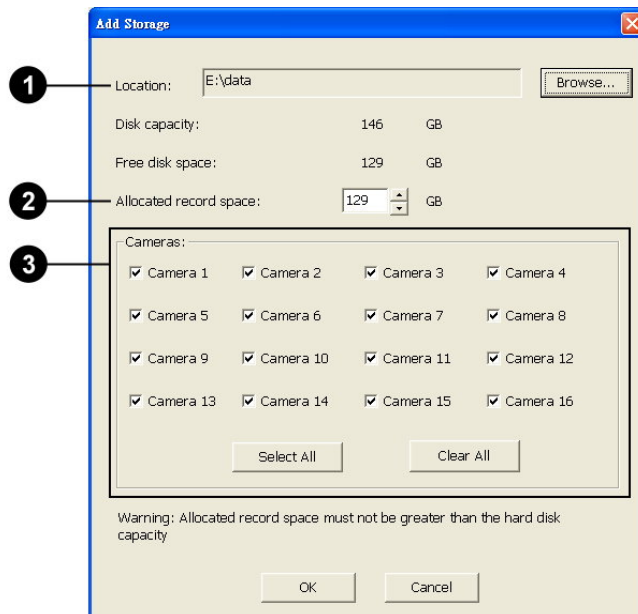 Add Storage
1 Location: E:\data Browse...
Disk capacity: 146 GB
Free disk space: 129 GB
2 Allocated record space: 129 GB
3 Cameras:
Camera 1 Camera 2 Camera 3 Camera 4
Camera 5 Camera 6 Camera 7 Camera 8
Camera 9 Camera 10 Camera 11 Camera 12
Camera 13 Camera 14 Camera 15 Camera 16
Select All Clear All
Warning: Allocated record space must not be greater than the hard disk
capacity
OK Cancel